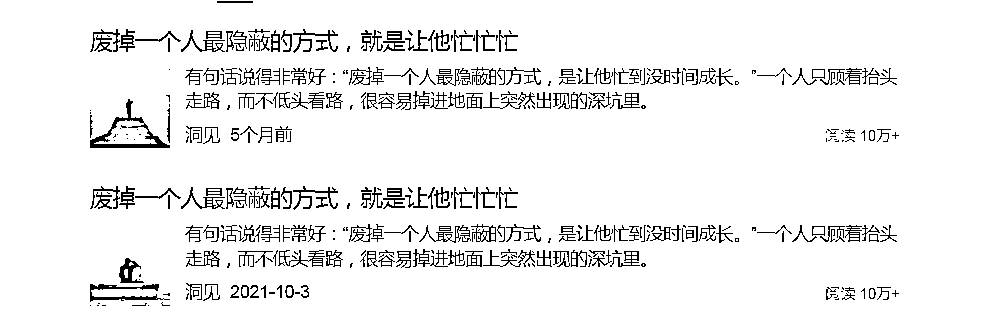 废掉一个人最隐蔽的方式，就是让他忙忙忙
有句话说得非常好：“废掉一个人最隐蔽的方式，是让他忙到没时间成长。”一个人只顾着抬头
走路，而不低头看路，很容易掉进地面上突然出现的深坑里。
洞见 5个月前 阅读 10万+
废掉一个人最隐蔽的方式，就是让他忙忙忙
有句话说得非常好：“废掉一个人最隐蔽的方式，是让他忙到没时间成长。”一个人只顾着抬头
走路，而不低头看路，很容易掉进地面上突然出现的深坑里。
洞见 2021-10-3 阅读 10万+